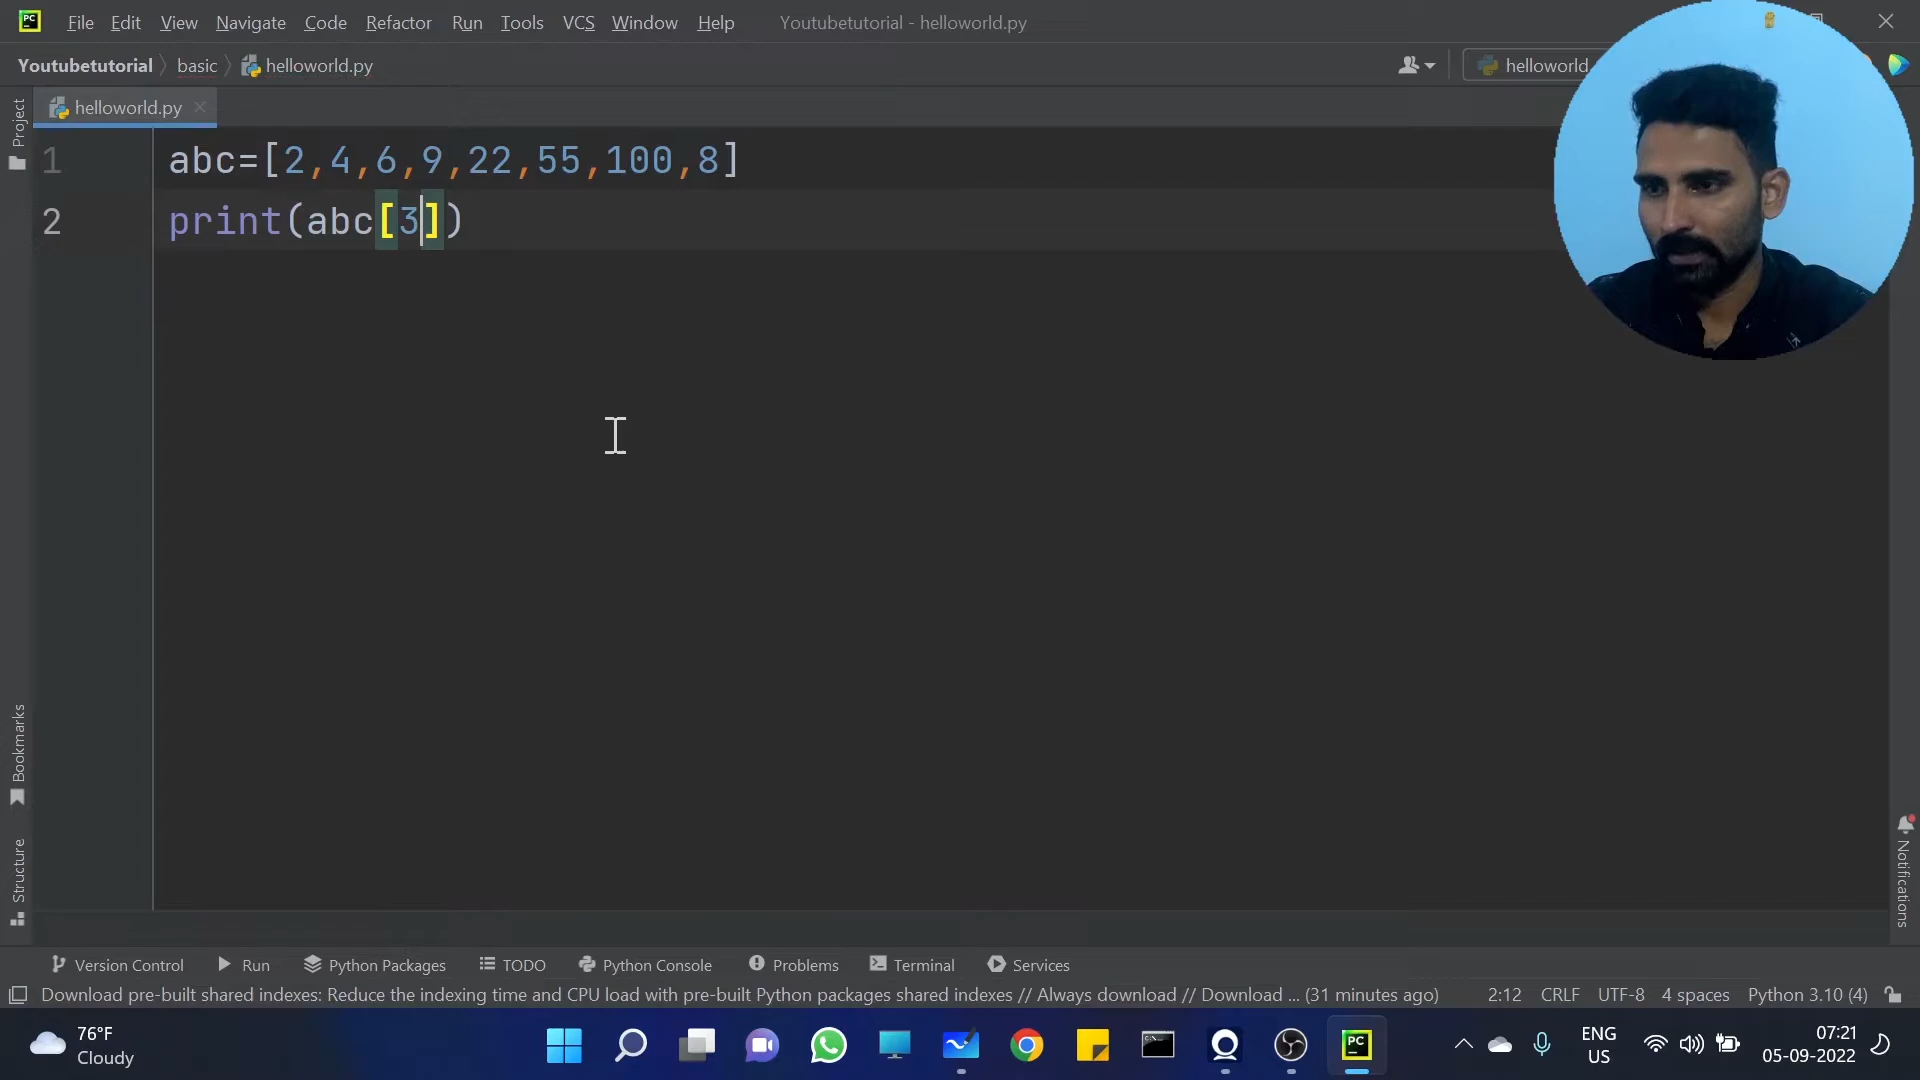 File Edit View Navigate Code Refactor Run Tools VCS Window Help Youtubetutorial - helloworld.py
Youtubetutorial basic helloworld.py helloworld
helloworld.py
Project
1 abc=[2,4,6,9,22,55,100,8]
2 print(abc[3])
Bookmarks
Structure
Notifications
Version Control Run Python Packages TODO Python Console Problems Terminal Services
Download pre-built shared indexes: Reduce the indexing time and CPU load with pre-built Python packages shared indexes // Always download // Download ... (31 minutes ago) 2:12 CRLF UTF-8 4 spaces Python 3.10 (4)
76°F
Cloudy
PC
ENG
US
07:21
05-09-2022